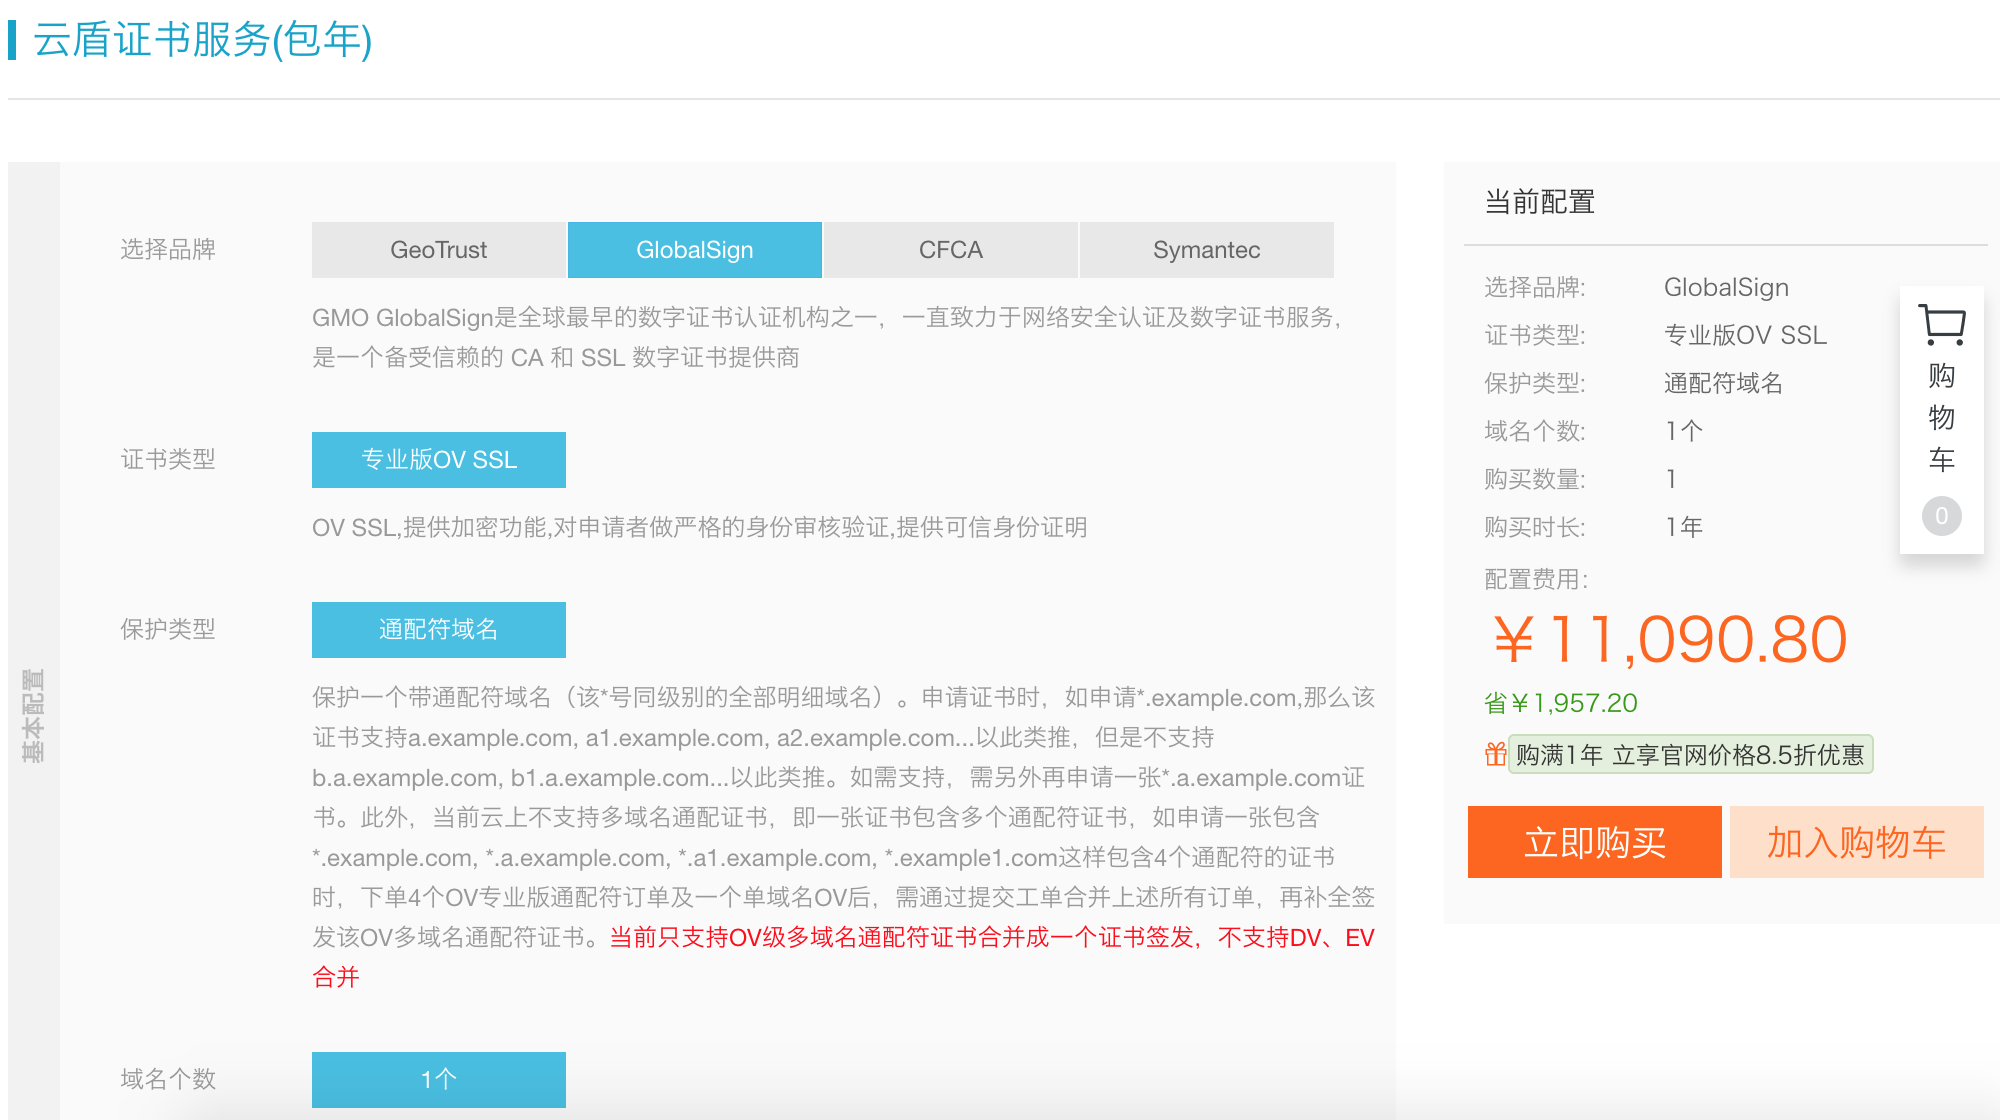 云盾证书服务(包年)
基本配置
选择品牌
GeoTrust
GlobalSign
CFCA
Symantec
GMO GlobalSign是全球最早的数字证书认证机构之一，一直致力于网络安全认证及数字证书服务，
是一个备受信赖的 CA 和 SSL 数字证书提供商
证书类型
专业版OV SSL
OV SSL,提供加密功能,对申请者做严格的身份审核验证,提供可信身份证明
保护类型
通配符域名
保护一个带通配符域名（该*号同级别的全部明细域名）。申请证书时，如申请*.example.com,那么该
证书支持a.example.com, a1.example.com, a2.example.com...以此类推，但是不支持
b.a.example.com, b1.a.example.com...以此类推。如需支持，需另外再申请一张*.a.example.com证
书。此外，当前云上不支持多域名通配证书，即一张证书包含多个通配符证书，如申请一张包含
*.example.com, *.a.example.com, *.a1.example.com, *.example1.com这样包含4个通配符的证书
时，下单4个OV专业版通配符订单及一个单域名OV后，需通过提交工单合并上述所有订单，再补全签
发该OV多域名通配符证书。当前只支持OV级多域名通配符证书合并成一个证书签发，不支持DV、EV
合并
域名个数
1个
当前配置
选择品牌: GlobalSign
证书类型: 专业版OV SSL
保护类型: 通配符域名
域名个数: 1个
购买数量: 1
购买时长: 1年
配置费用:
￥11,090.80
省￥1,957.20
购满1年 立享官网价格8.5折优惠
立即购买
加入购物车
购
物
车
0